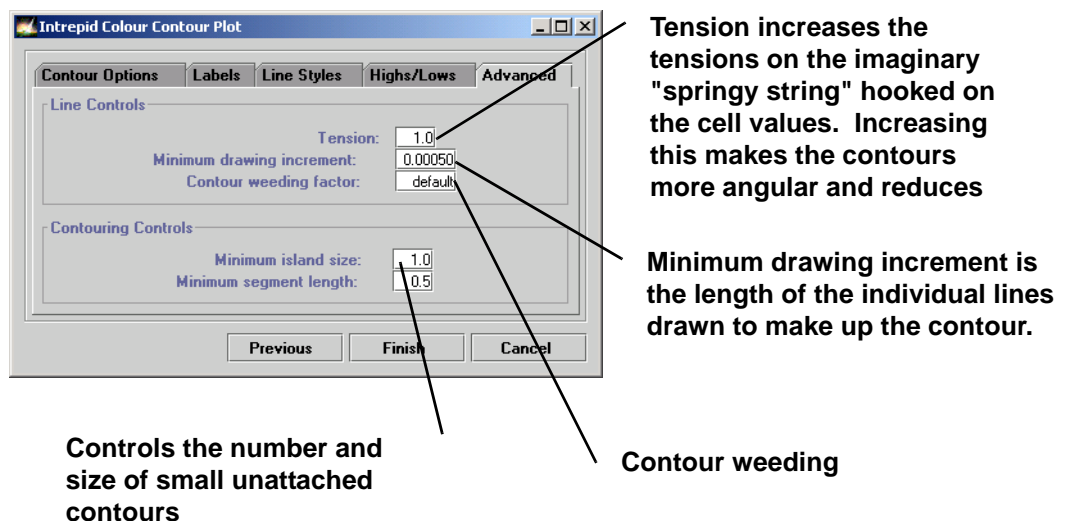 Intrepid Colour Contour Plot
Contour Options Labels Line Styles Highs/Lows Advanced
Line Controls
Tension: 1.0
Minimum drawing increment: 0.00050
Contour weeding factor: default
Contouring Controls
Minimum island size: 1.0
Minimum segment length: 0.5
Previous Finish Cancel
Tension increases the
tensions on the imaginary
"springy string" hooked on
the cell values. Increasing
this makes the contours
more angular and reduces
Minimum drawing increment is
the length of the individual lines
drawn to make up the contour.
Controls the number and
size of small unattached
contours
Contour weeding